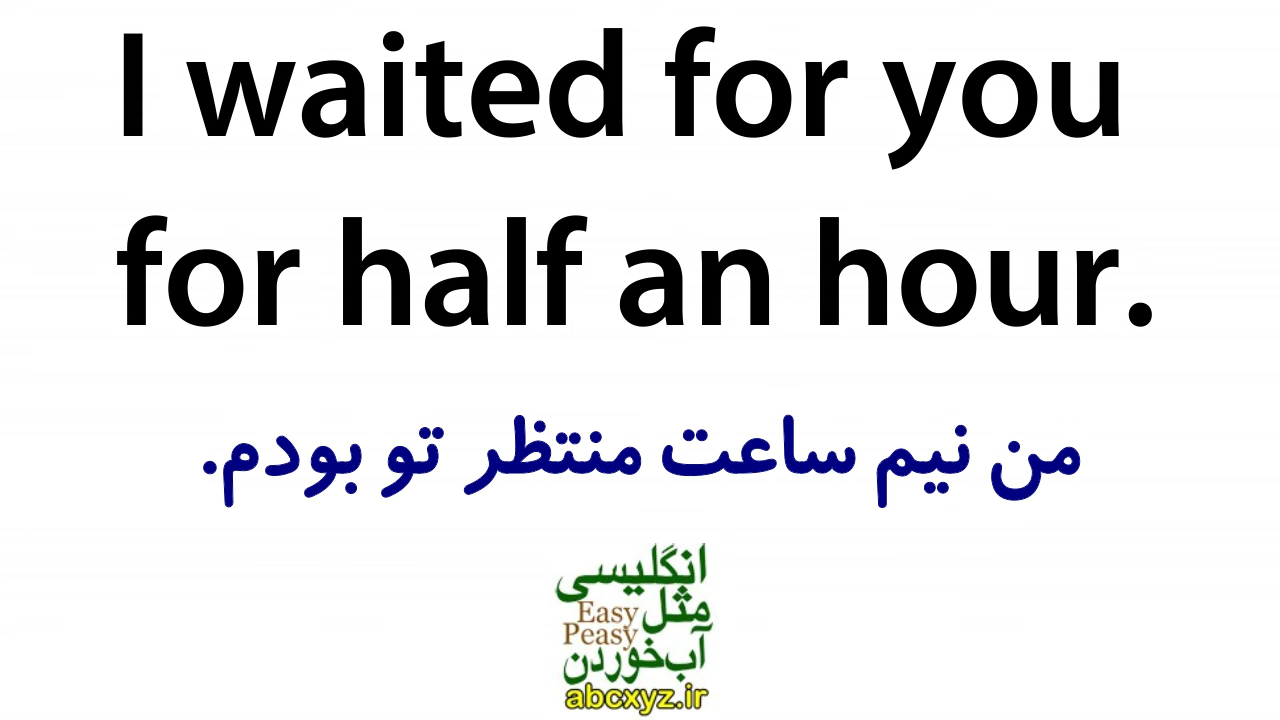 I waited for you
for half an hour.
من نیم ساعت منتظر تو بودم.
انگلیسی
مثل Easy
Peasy
آب‌خوردن
abcxyz.ir